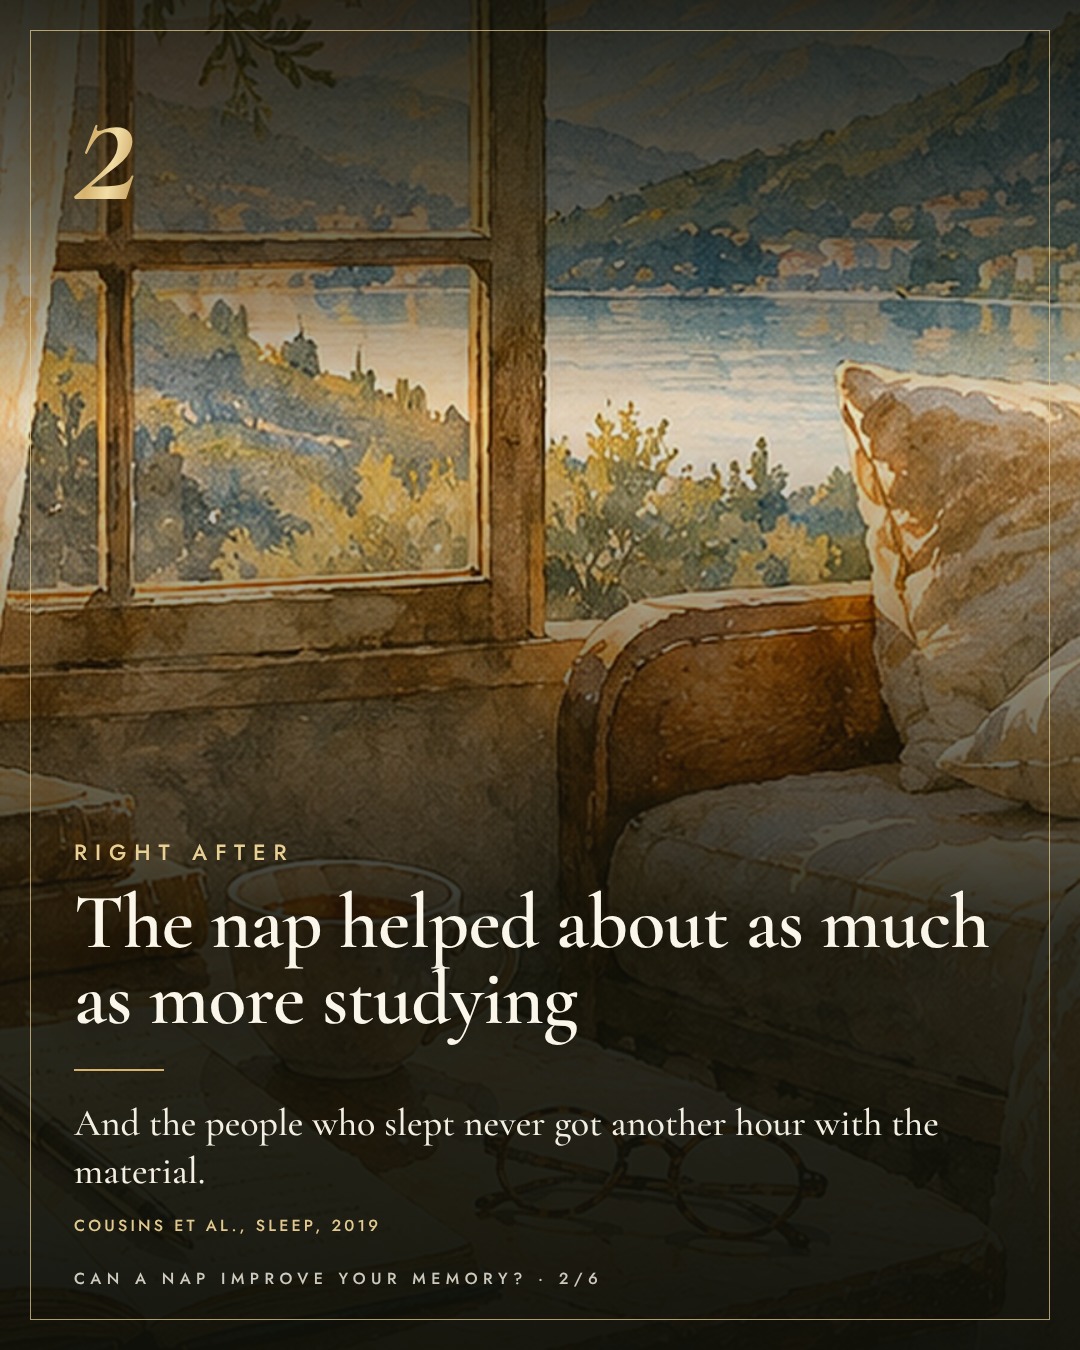 2
RIGHT AFTER
The nap helped about as much
as more studying
And the people who slept never got another hour with the
material.
COUSINS ET AL., SLEEP, 2019
CAN A NAP IMPROVE YOUR MEMORY? · 2/6